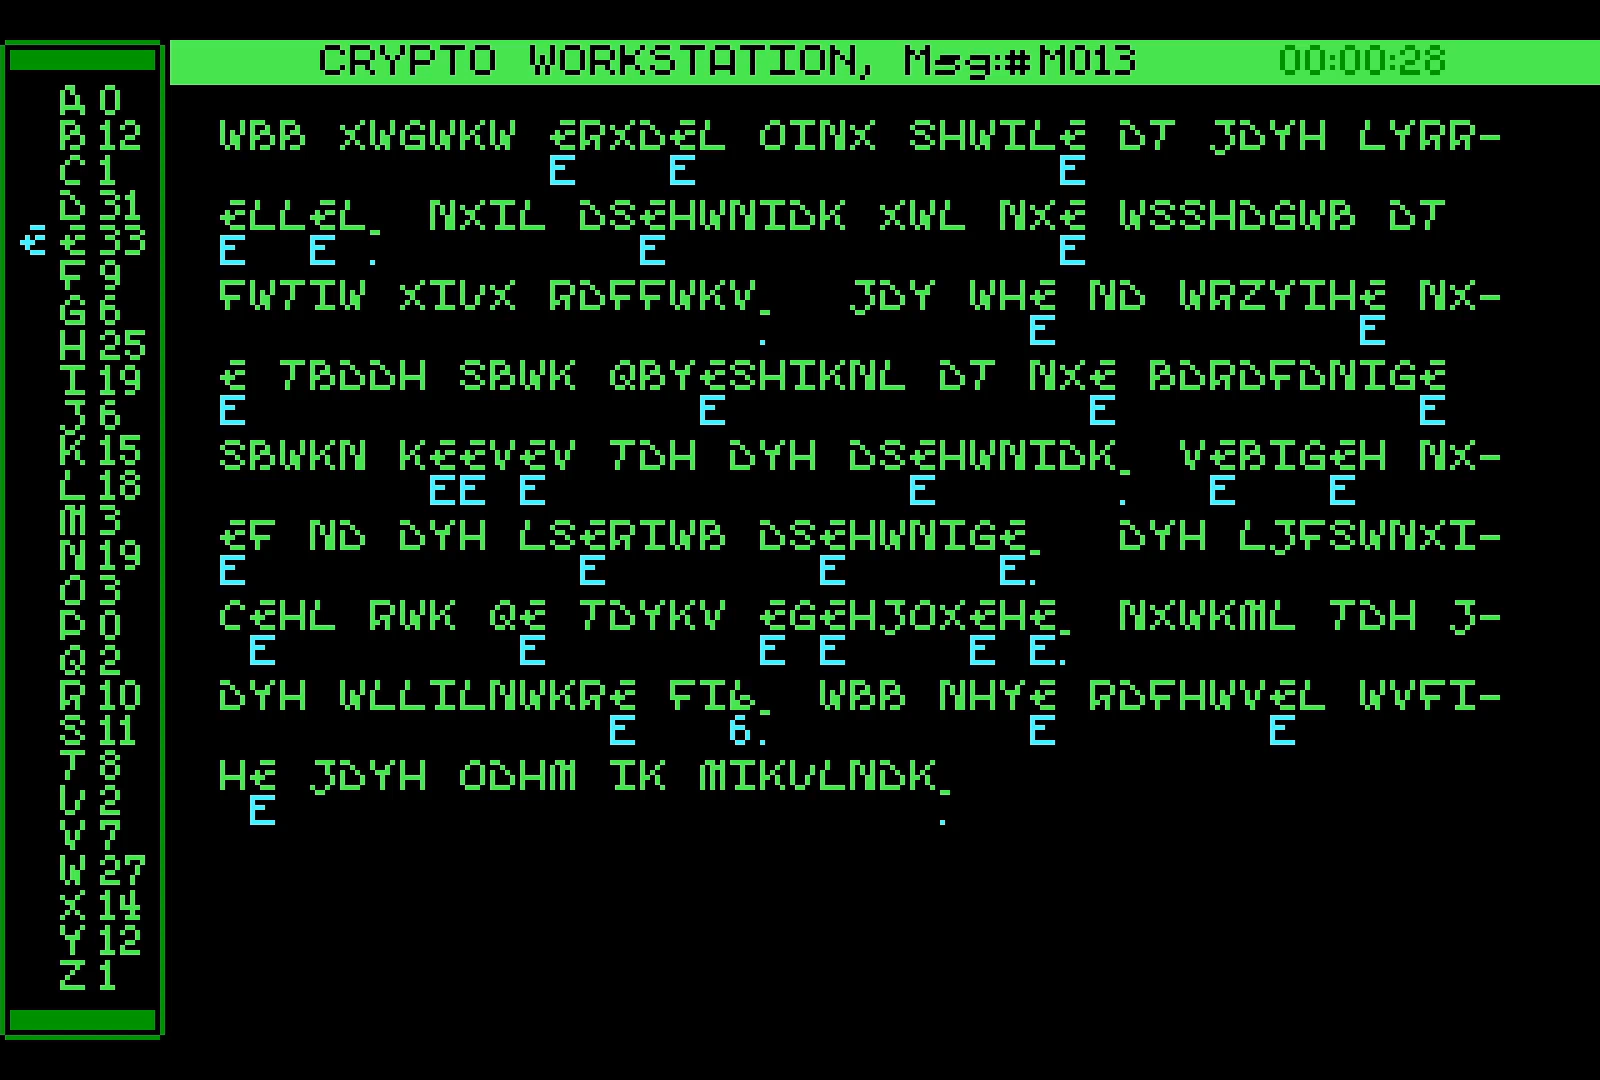 CRYPTO WORKSTATION, Msg:#M013 00:00:28
A 0
B 12
C 1
D 31
E E 33
F 9
G 6
H 25
I 19
J 6
K 15
L 18
M 3
N 19
O 3
P 0
Q 2
R 10
S 11
T 8
U 2
V 7
W 27
X 14
Y 12
Z 1
WBB XWGWKW ERXDEL OINX SHWILE DT JDYH LYRR-
E E E
ELLEL. NXIL DSEHWNIDK XWL NXE WSSHDGWB DT
E E . E E
FWTIW XIUX RDFFWKV. JDY WHE ND WRZYIHE NX-
. E E
E TBDDH SBWK QBYESHIKNL DT NXE BDRDFDNIGE
E E E E
SBWKN KEEVEV TDH DYH DSEHWNIDK. VEBIGEH NX-
EE E E . E E
EF ND DYH LSERIWB DSEHWNIGE. DYH LJFSWNXI-
E E E E.
CEHL RWK QE TDYKV EGEHJOXEHE. NXWKML TDH J-
E E E E E E.
DYH WLLILNWKRE FI6. WBB NHYE RDFHWVEL WVFI-
E 6. E E
HE JDYH ODHM IK MIKULNDK.
E .